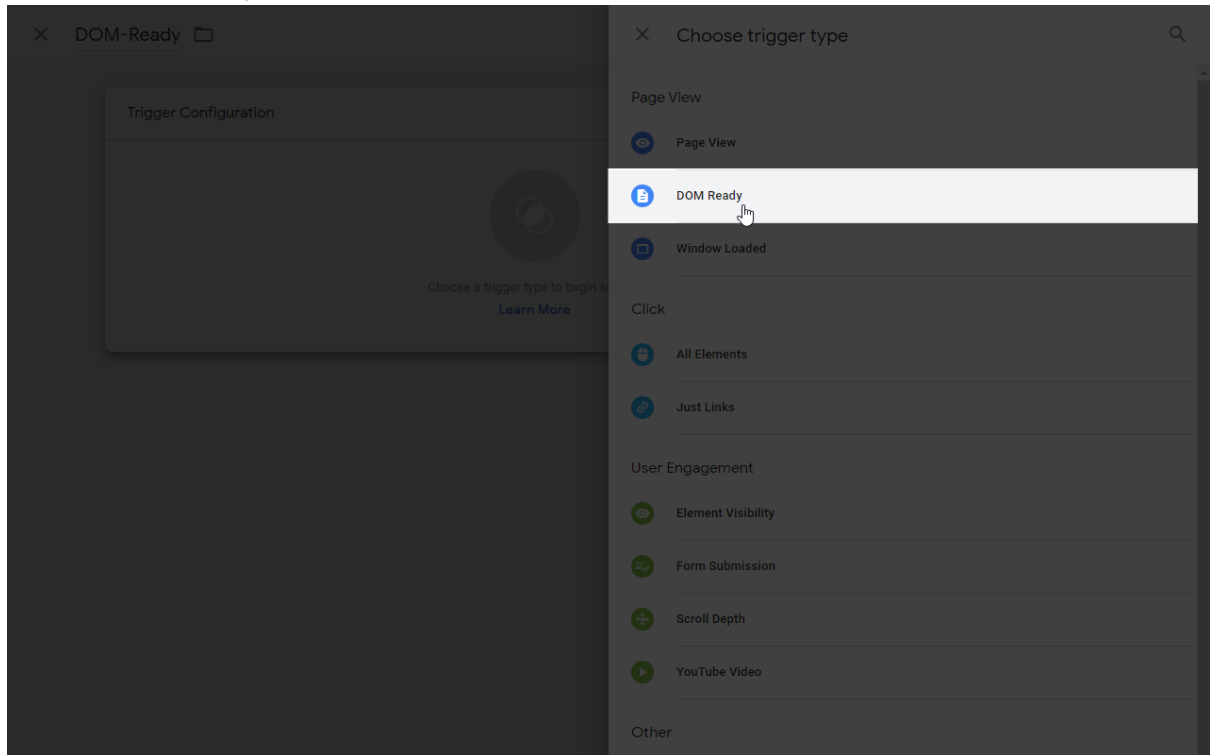 DOM-Ready
Trigger Configuration
Choose a trigger type to begin
Learn More
Choose trigger type
Page View
Page View
DOM Ready
Window Loaded
Click
All Elements
Just Links
User Engagement
Element Visibility
Form Submission
Scroll Depth
YouTube Video
Other